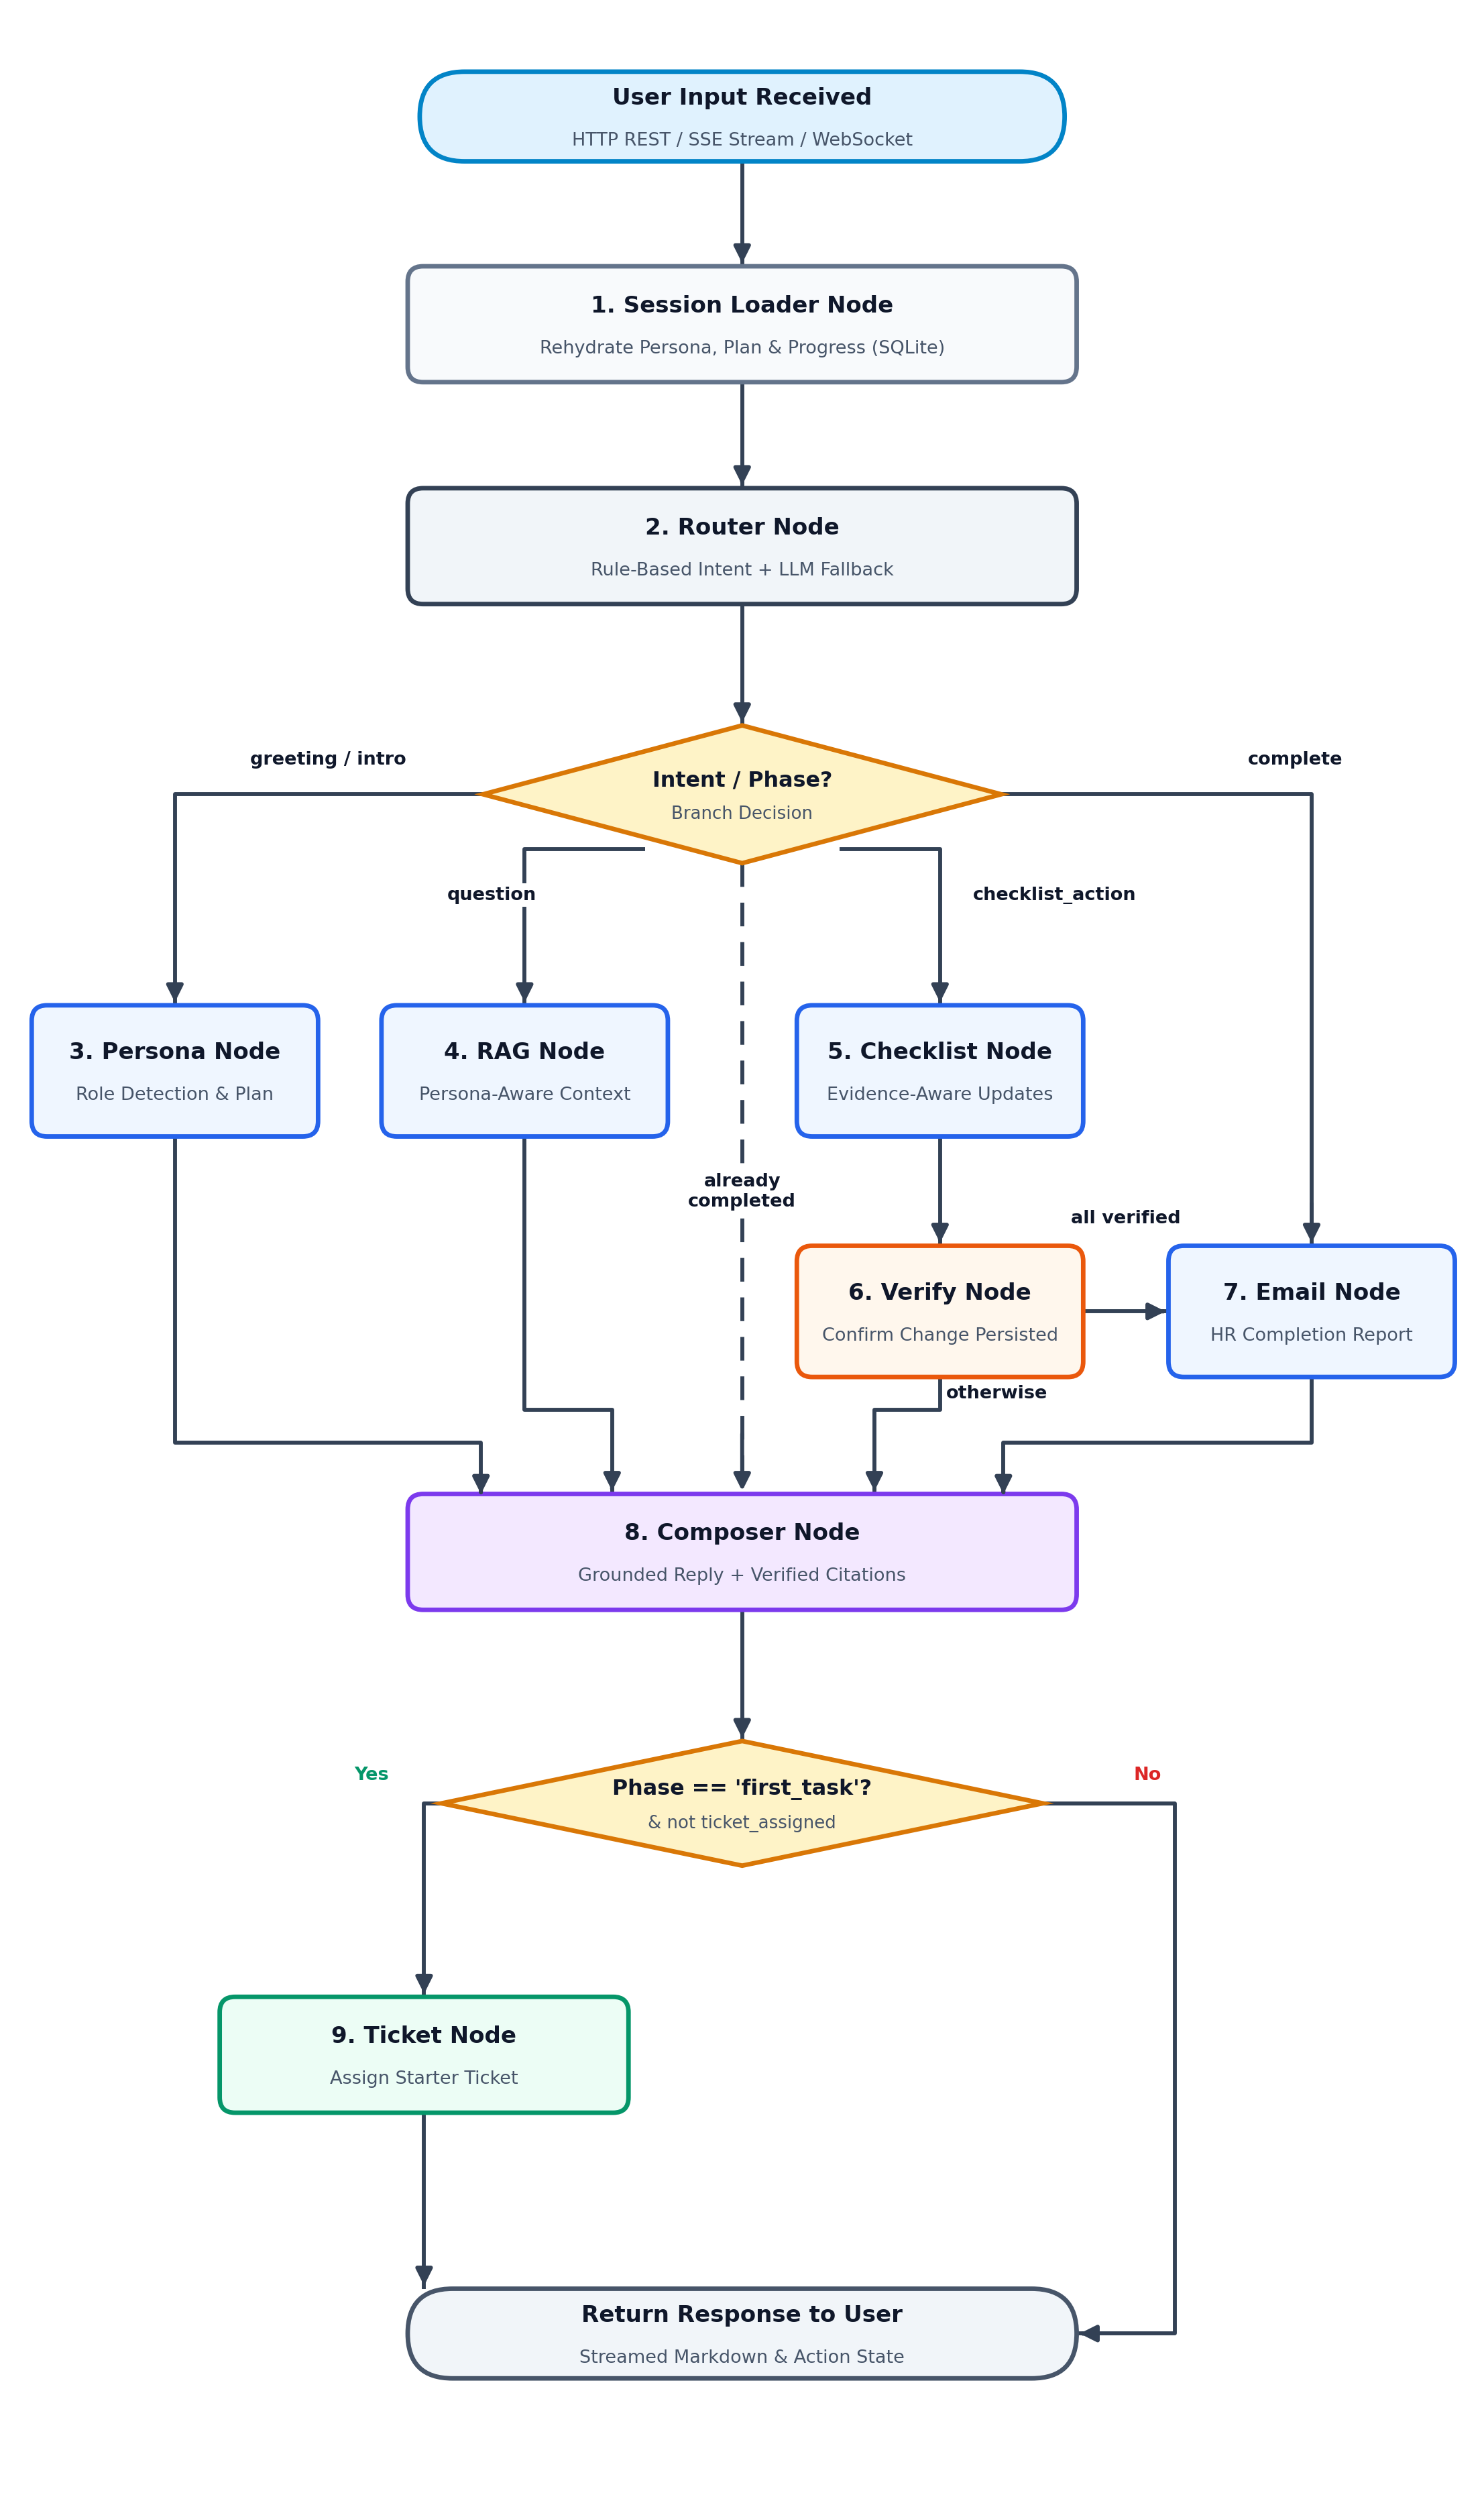 User Input Received
HTTP REST / SSE Stream / WebSocket
1. Session Loader Node
Rehydrate Persona, Plan & Progress (SQLite)
2. Router Node
Rule-Based Intent + LLM Fallback
greeting / intro
complete
Intent / Phase?
Branch Decision
question
checklist_action
3. Persona Node
Role Detection & Plan
4. RAG Node
Persona-Aware Context
5. Checklist Node
Evidence-Aware Updates
already
completed
all verified
6. Verify Node
Confirm Change Persisted
7. Email Node
HR Completion Report
otherwise
8. Composer Node
Grounded Reply + Verified Citations
Yes
No
Phase == 'first_task'?
& not ticket_assigned
9. Ticket Node
Assign Starter Ticket
Return Response to User
Streamed Markdown & Action State